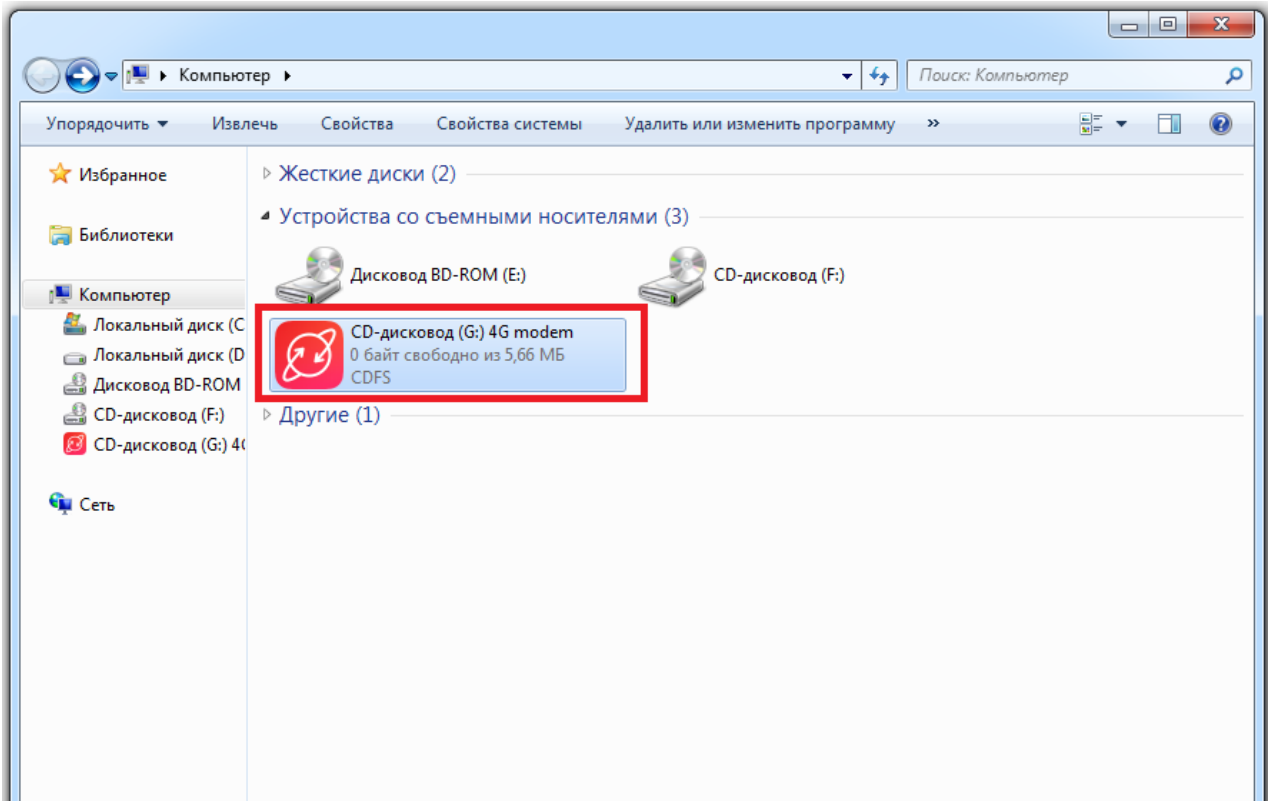 Компьютер
Поиск: Компьютер
Упорядочить Извлечь Свойства Свойства системы Удалить или изменить программу »
Избранное
Библиотеки
Компьютер
Локальный диск (C
Локальный диск (D
Дисковод BD-ROM
CD-дисковод (F:)
CD-дисковод (G:) 4G
Сеть
Жесткие диски (2)
Устройства со съемными носителями (3)
Дисковод BD-ROM (E:)
CD-дисковод (F:)
CD-дисковод (G:) 4G modem
0 байт свободно из 5,66 МБ
CDFS
Другие (1)